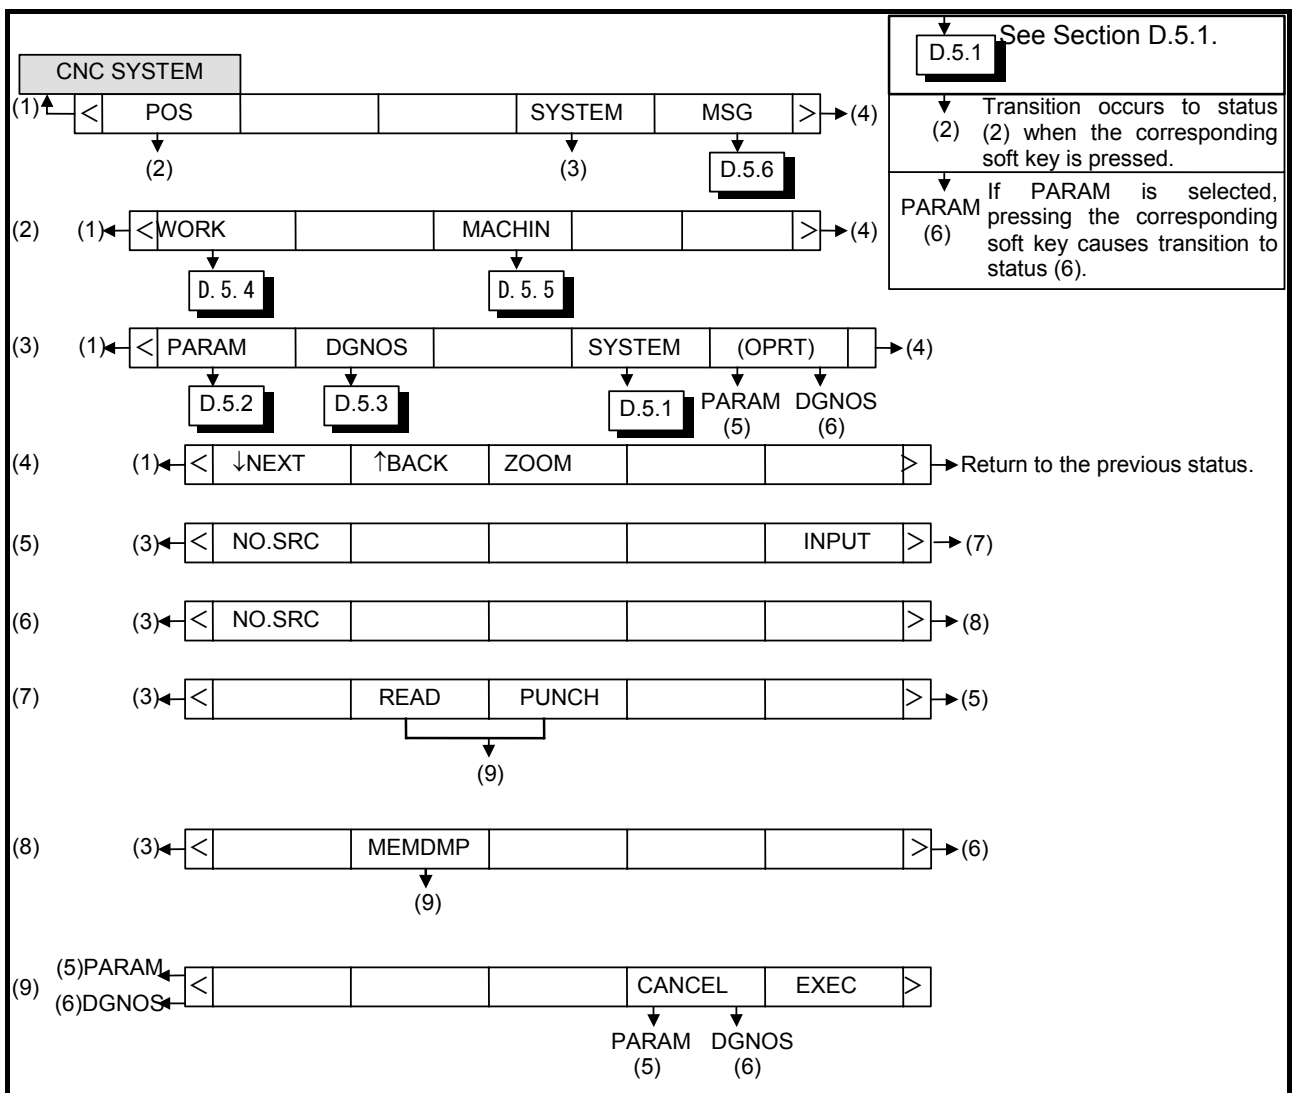 CNC SYSTEM
(1) < POS SYSTEM MSG > (4)
(2) (3) D.5.6
D.5.1 See Section D.5.1.
(2) Transition occurs to status
(2) when the corresponding
soft key is pressed.
PARAM If PARAM is selected,
(6) pressing the corresponding
soft key causes transition to
status (6).
(2) (1) < WORK MACHIN > (4)
D.5.4 D.5.5
(3) (1) < PARAM DGNOS SYSTEM (OPRT) (4)
D.5.2 D.5.3 D.5.1 PARAM DGNOS
(5) (6)
(4) (1) < ↓NEXT ↑BACK ZOOM > Return to the previous status.
(5) (3) < NO.SRC INPUT > (7)
(6) (3) < NO.SRC > (8)
(7) (3) < READ PUNCH > (5)
(9)
(8) (3) < MEMDMP > (6)
(9)
(5)PARAM
(9) < CANCEL EXEC >
(6)DGNOS
PARAM DGNOS
(5) (6)